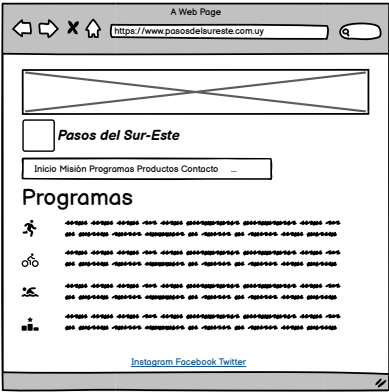 A Web Page
https://www.pasosdelsureste.com.uy
Pasos del Sur-Este
Inicio Misión Programas Productos Contacto ...
Programas
Instagram Facebook Twitter